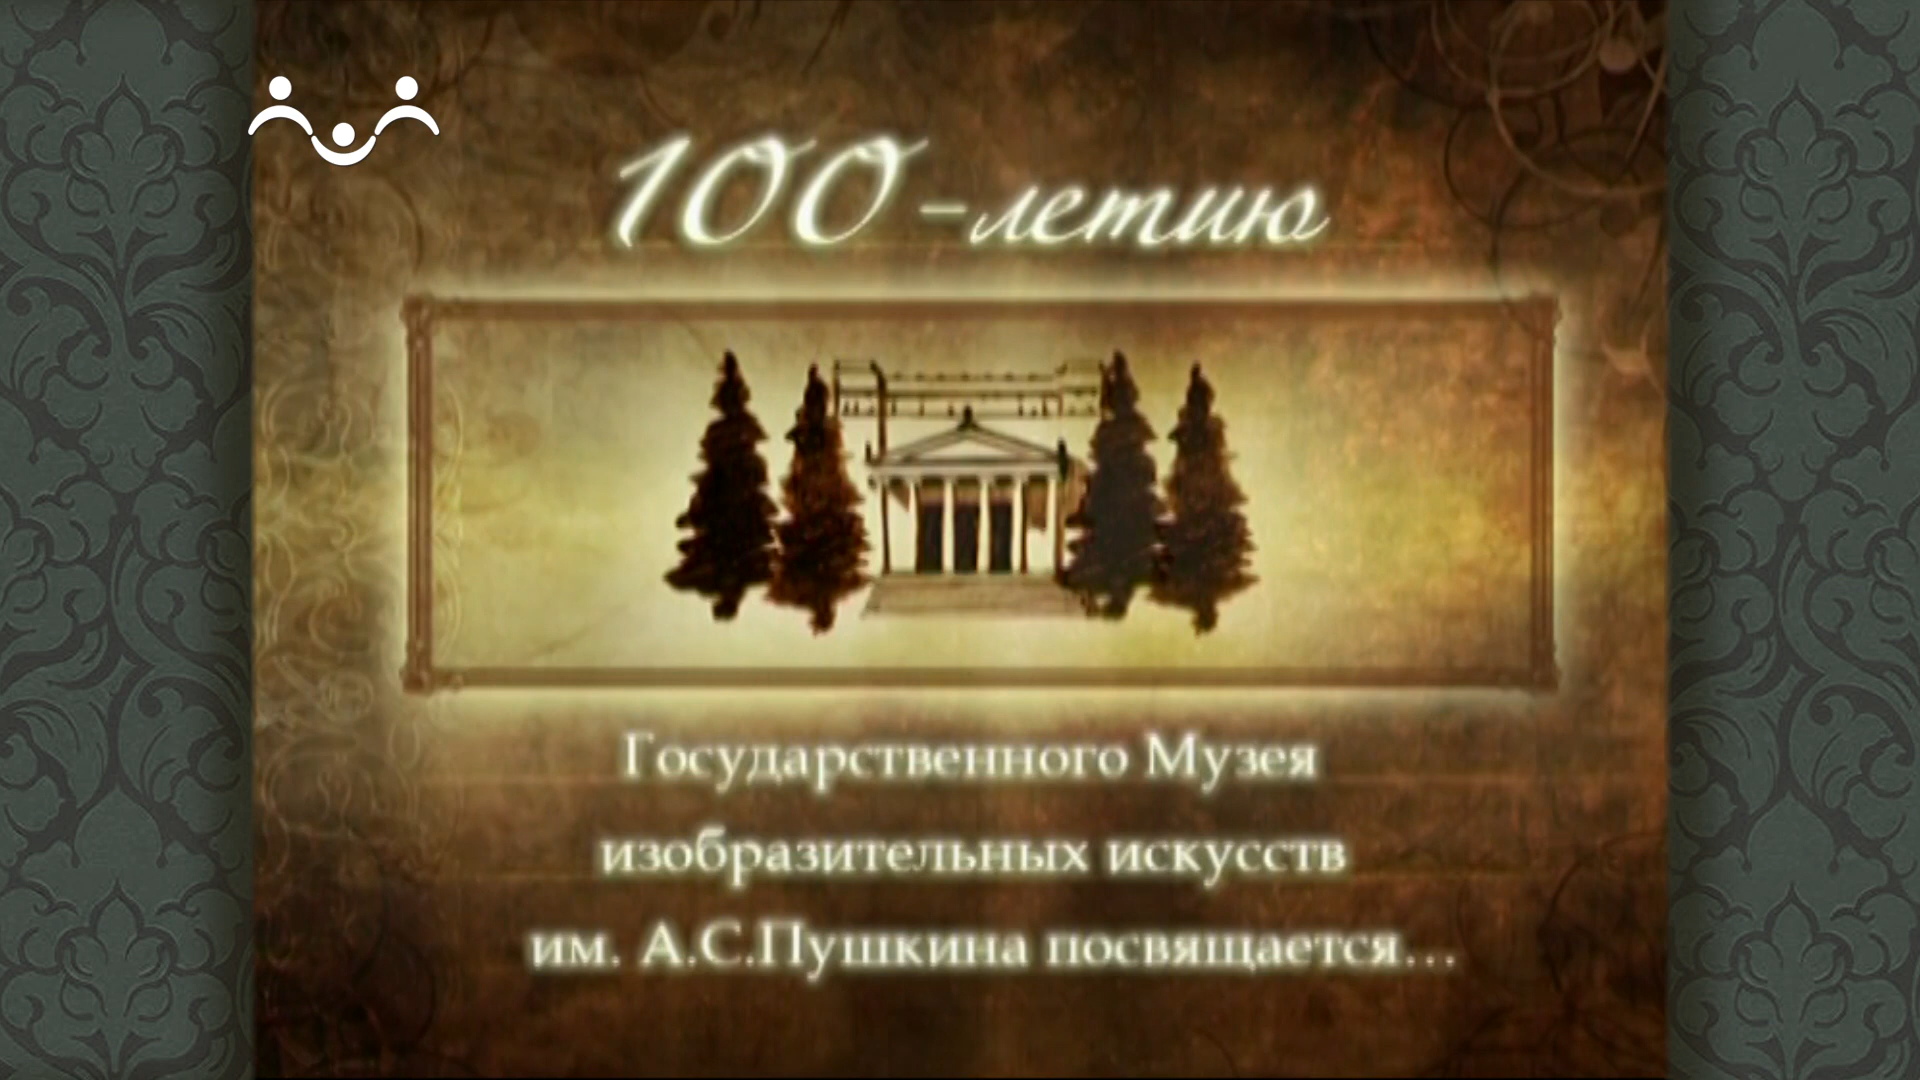 100-летию
Государственного Музея
изобразительных искусств
им. А.С.Пушкина посвящается...